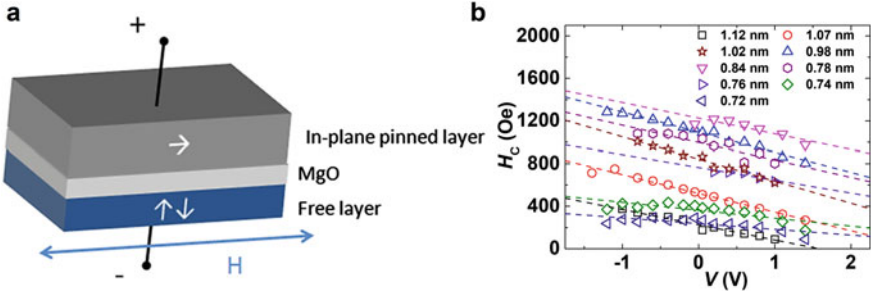 a
+
In-plane pinned layer
MgO
Free layer
-
H
b
2000
1600
1200
800
400
0
H_C (Oe)
1.12 nm
1.07 nm
1.02 nm
0.98 nm
0.84 nm
0.78 nm
0.76 nm
0.74 nm
0.72 nm
-1
0
1
2
V (V)